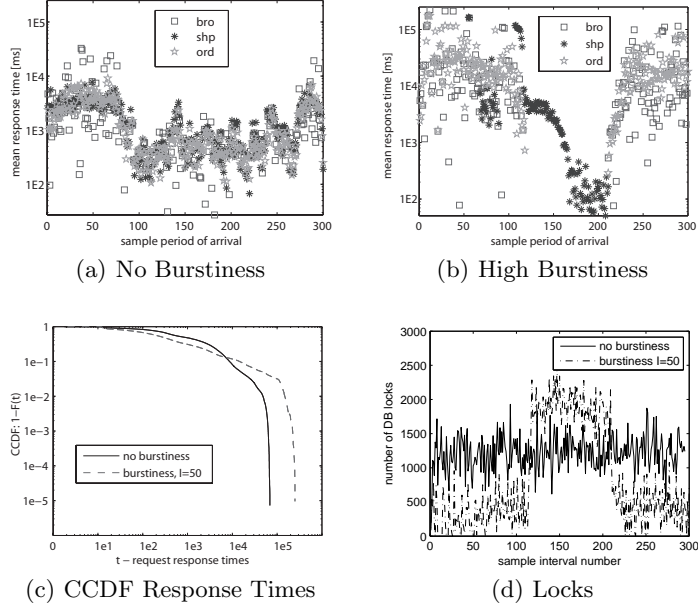 1E5
1E4
1E3
1E2
mean response time [ms]
bro
shp
ord
0 50 100 150 200 250 300
sample period of arrival
(a) No Burstiness
1E5
1E4
1E3
1E2
mean response time [ms]
bro
shp
ord
0 50 100 150 200 250 300
sample period of arrival
(b) High Burstiness
1
1e−1
1e−2
1e−3
1e−4
1e−5
CCDF: 1−F(t)
no burstiness
burstiness, I=50
0 1e1 1e2 1e3 1e4 1e5
t − request response times
(c) CCDF Response Times
3000
2500
2000
1500
1000
500
0
number of DB locks
no burstiness
burstiness I=50
0 50 100 150 200 250 300
sample interval number
(d) Locks